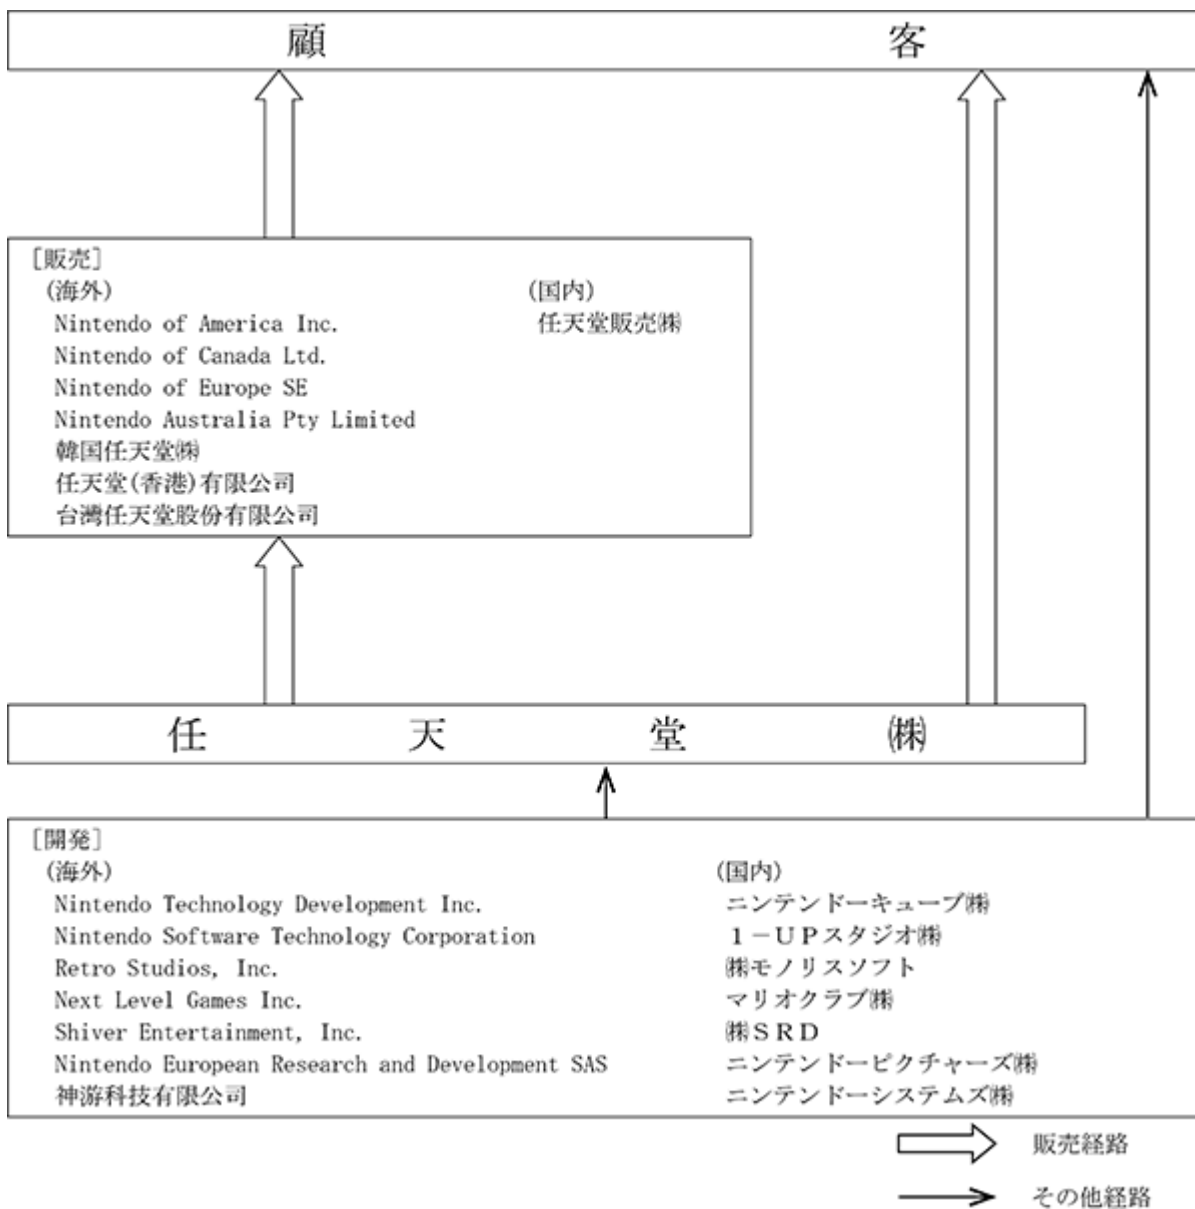 顧客
[販売]
(海外)
Nintendo of America Inc.
Nintendo of Canada Ltd.
Nintendo of Europe SE
Nintendo Australia Pty Limited
韓国任天堂㈱
任天堂(香港)有限公司
台灣任天堂股份有限公司
(国内)
任天堂販売㈱
任天堂㈱
[開発]
(海外)
Nintendo Technology Development Inc.
Nintendo Software Technology Corporation
Retro Studios, Inc.
Next Level Games Inc.
Shiver Entertainment, Inc.
Nintendo European Research and Development SAS
神游科技有限公司
(国内)
ニンテンドーキューブ㈱
1-UPスタジオ㈱
㈱モノリスソフト
マリオクラブ㈱
㈱SRD
ニンテンドーピクチャーズ㈱
ニンテンドーシステムズ㈱
販売経路
その他経路